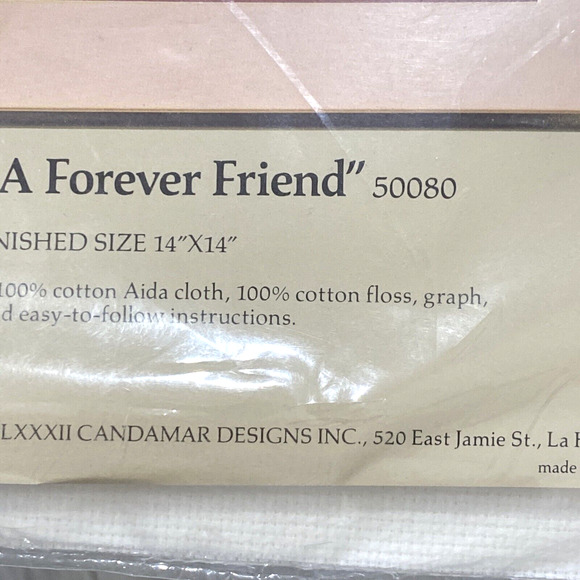 A Forever Friend” 50080
NISHED SIZE 14”X14”
100% cotton Aida cloth, 100% cotton floss, graph,
d easy-to-follow instructions.
LXXXII CANDAMAR DESIGNS INC., 520 East Jamie St., La H
made